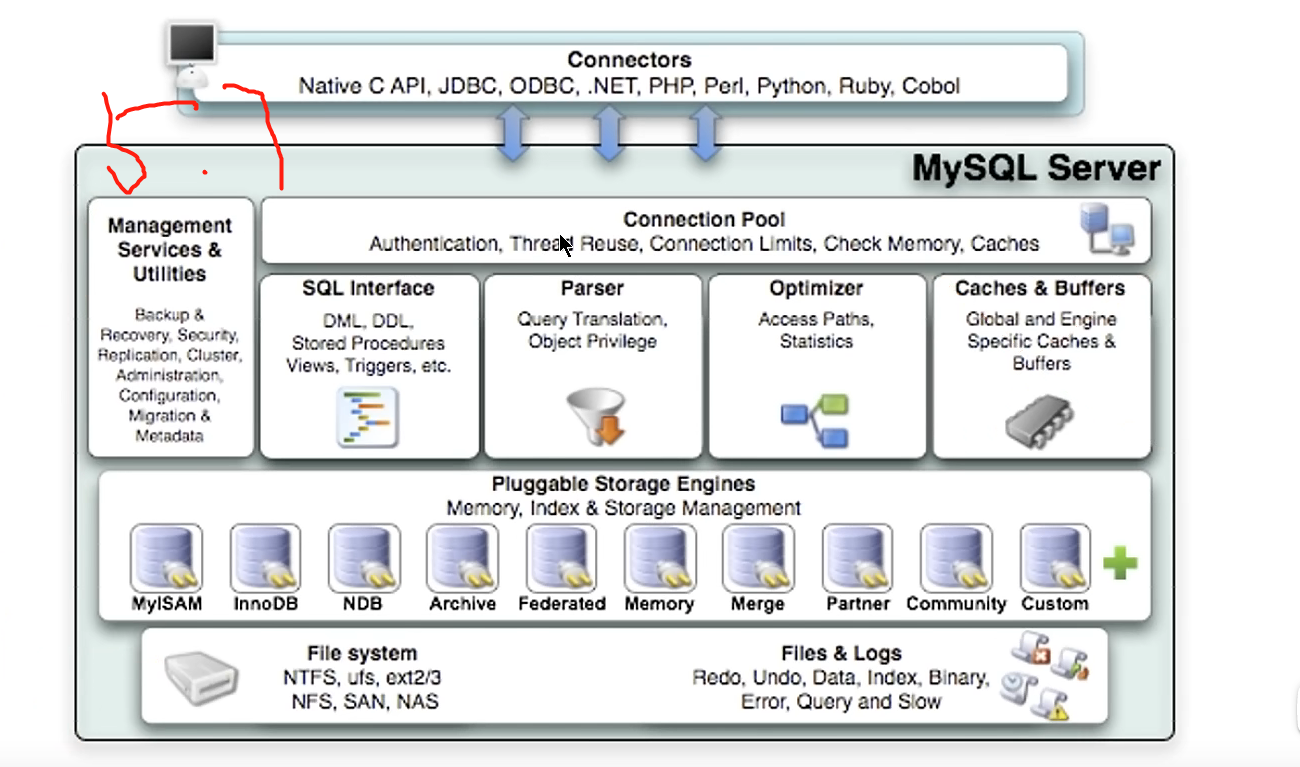 Connectors
Native C API, JDBC, ODBC, .NET, PHP, Perl, Python, Ruby, Cobol
5.7
MySQL Server
Management
Services &
Utilities
Backup &
Recovery, Security,
Replication, Cluster,
Administration,
Configuration,
Migration &
Metadata
Connection Pool
Authentication, Thread Reuse, Connection Limits, Check Memory, Caches
SQL Interface
DML, DDL,
Stored Procedures
Views, Triggers, etc.
Parser
Query Translation,
Object Privilege
Optimizer
Access Paths,
Statistics
Caches & Buffers
Global and Engine
Specific Caches &
Buffers
Pluggable Storage Engines
Memory, Index & Storage Management
MyISAM InnoDB NDB Archive Federated Memory Merge Partner Community Custom
File system
NTFS, ufs, ext2/3
NFS, SAN, NAS
Files & Logs
Redo, Undo, Data, Index, Binary,
Error, Query and Slow